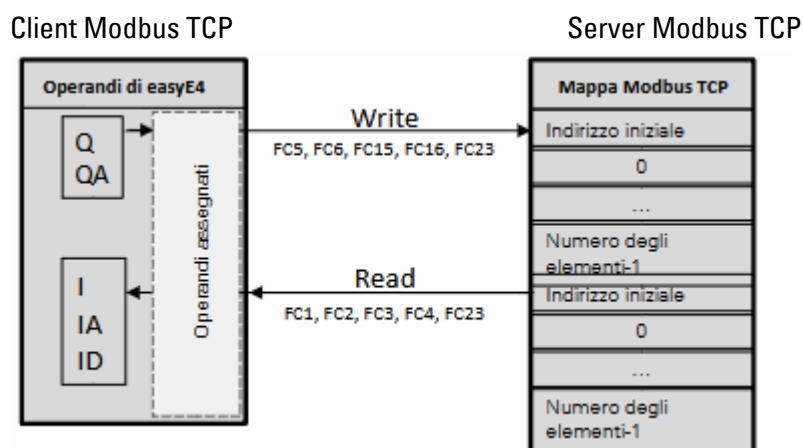 Client Modbus TCP
Server Modbus TCP
Operandi di easyE4
Q
QA
I
IA
ID
Operandi assegnati
Write
FC5, FC6, FC15, FC16, FC23
Read
FC1, FC2, FC3, FC4, FC23
Mappa Modbus TCP
Indirizzo iniziale
0
...
Numero degli
elementi-1
Indirizzo iniziale
0
...
Numero degli
elementi-1